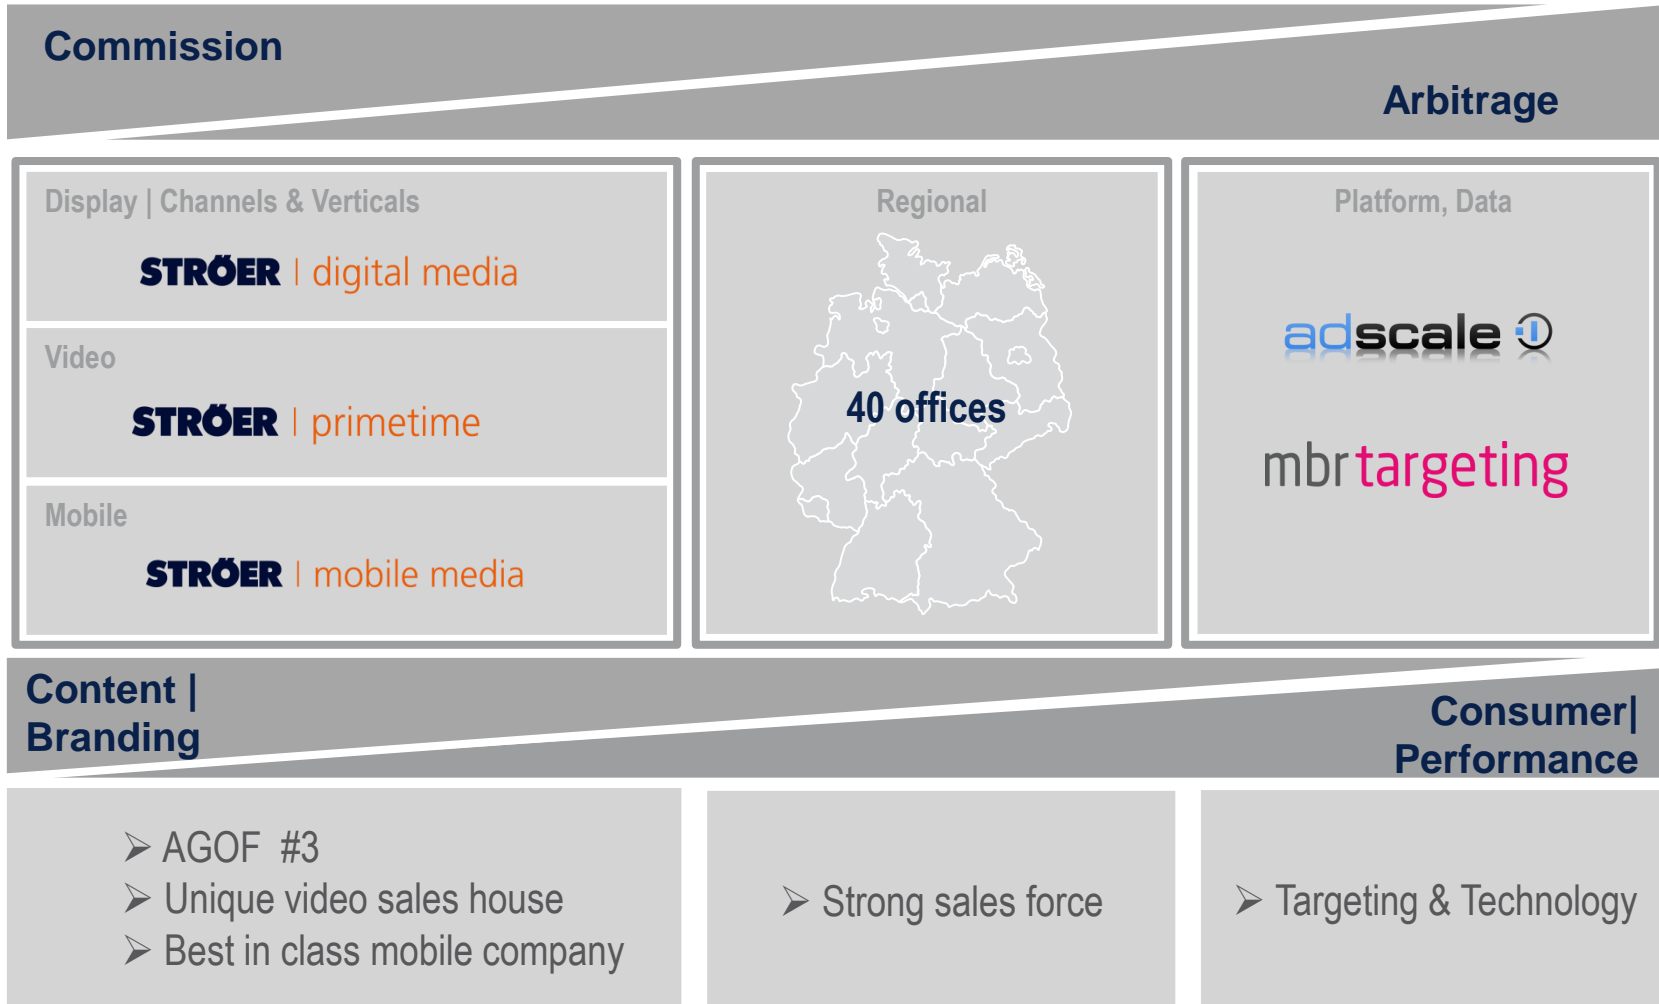 Commission
Arbitrage
Display | Channels & Verticals
STRÖER | digital media
Video
STRÖER | primetime
Mobile
STRÖER | mobile media
Regional
40 offices
Platform, Data
adscale
mbr targeting
Content |
Branding
Consumer|
Performance
➢ AGOF #3
➢ Unique video sales house
➢ Best in class mobile company
➢ Strong sales force
➢ Targeting & Technology